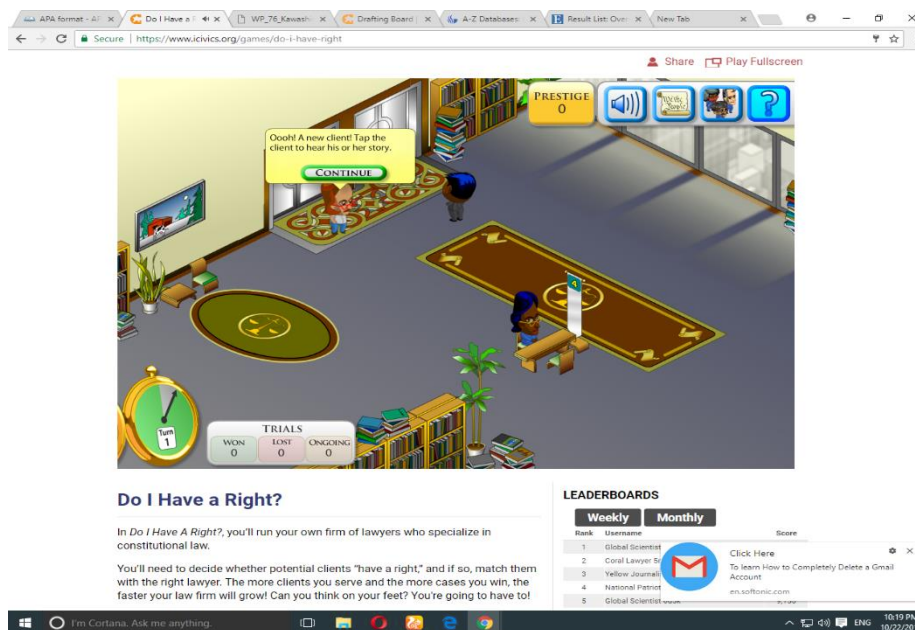 APA format - AP
Do I Have a R
WP_76_Kawash
Drafting Board
A-Z Databases:
Result List: Over
New Tab
Secure | https://www.icivics.org/games/do-i-have-right
Share Play Fullscreen
PRESTIGE
0
We the People
?
Oooh! A new client! Tap the
client to hear his or her story.
CONTINUE
4
Turn
1
TRIALS
WON LOST ONGOING
0 0 0
Do I Have a Right?
In Do I Have A Right?, you'll run your own firm of lawyers who specialize in
constitutional law.
You'll need to decide whether potential clients "have a right," and if so, match them
with the right lawyer. The more clients you serve and the more cases you win, the
faster your law firm will grow! Can you think on your feet? You're going to have to!
LEADERBOARDS
Weekly Monthly
Rank Username Score
1 Global Scientist
2 Coral Lawyer
3 Yellow Journali
4 National Patriot
5 Global Scientist
Click Here
To learn How to Completely Delete a Gmail
Account
en.softonic.com
I'm Cortana. Ask me anything.
ENG
10:19 PM
10/22/20